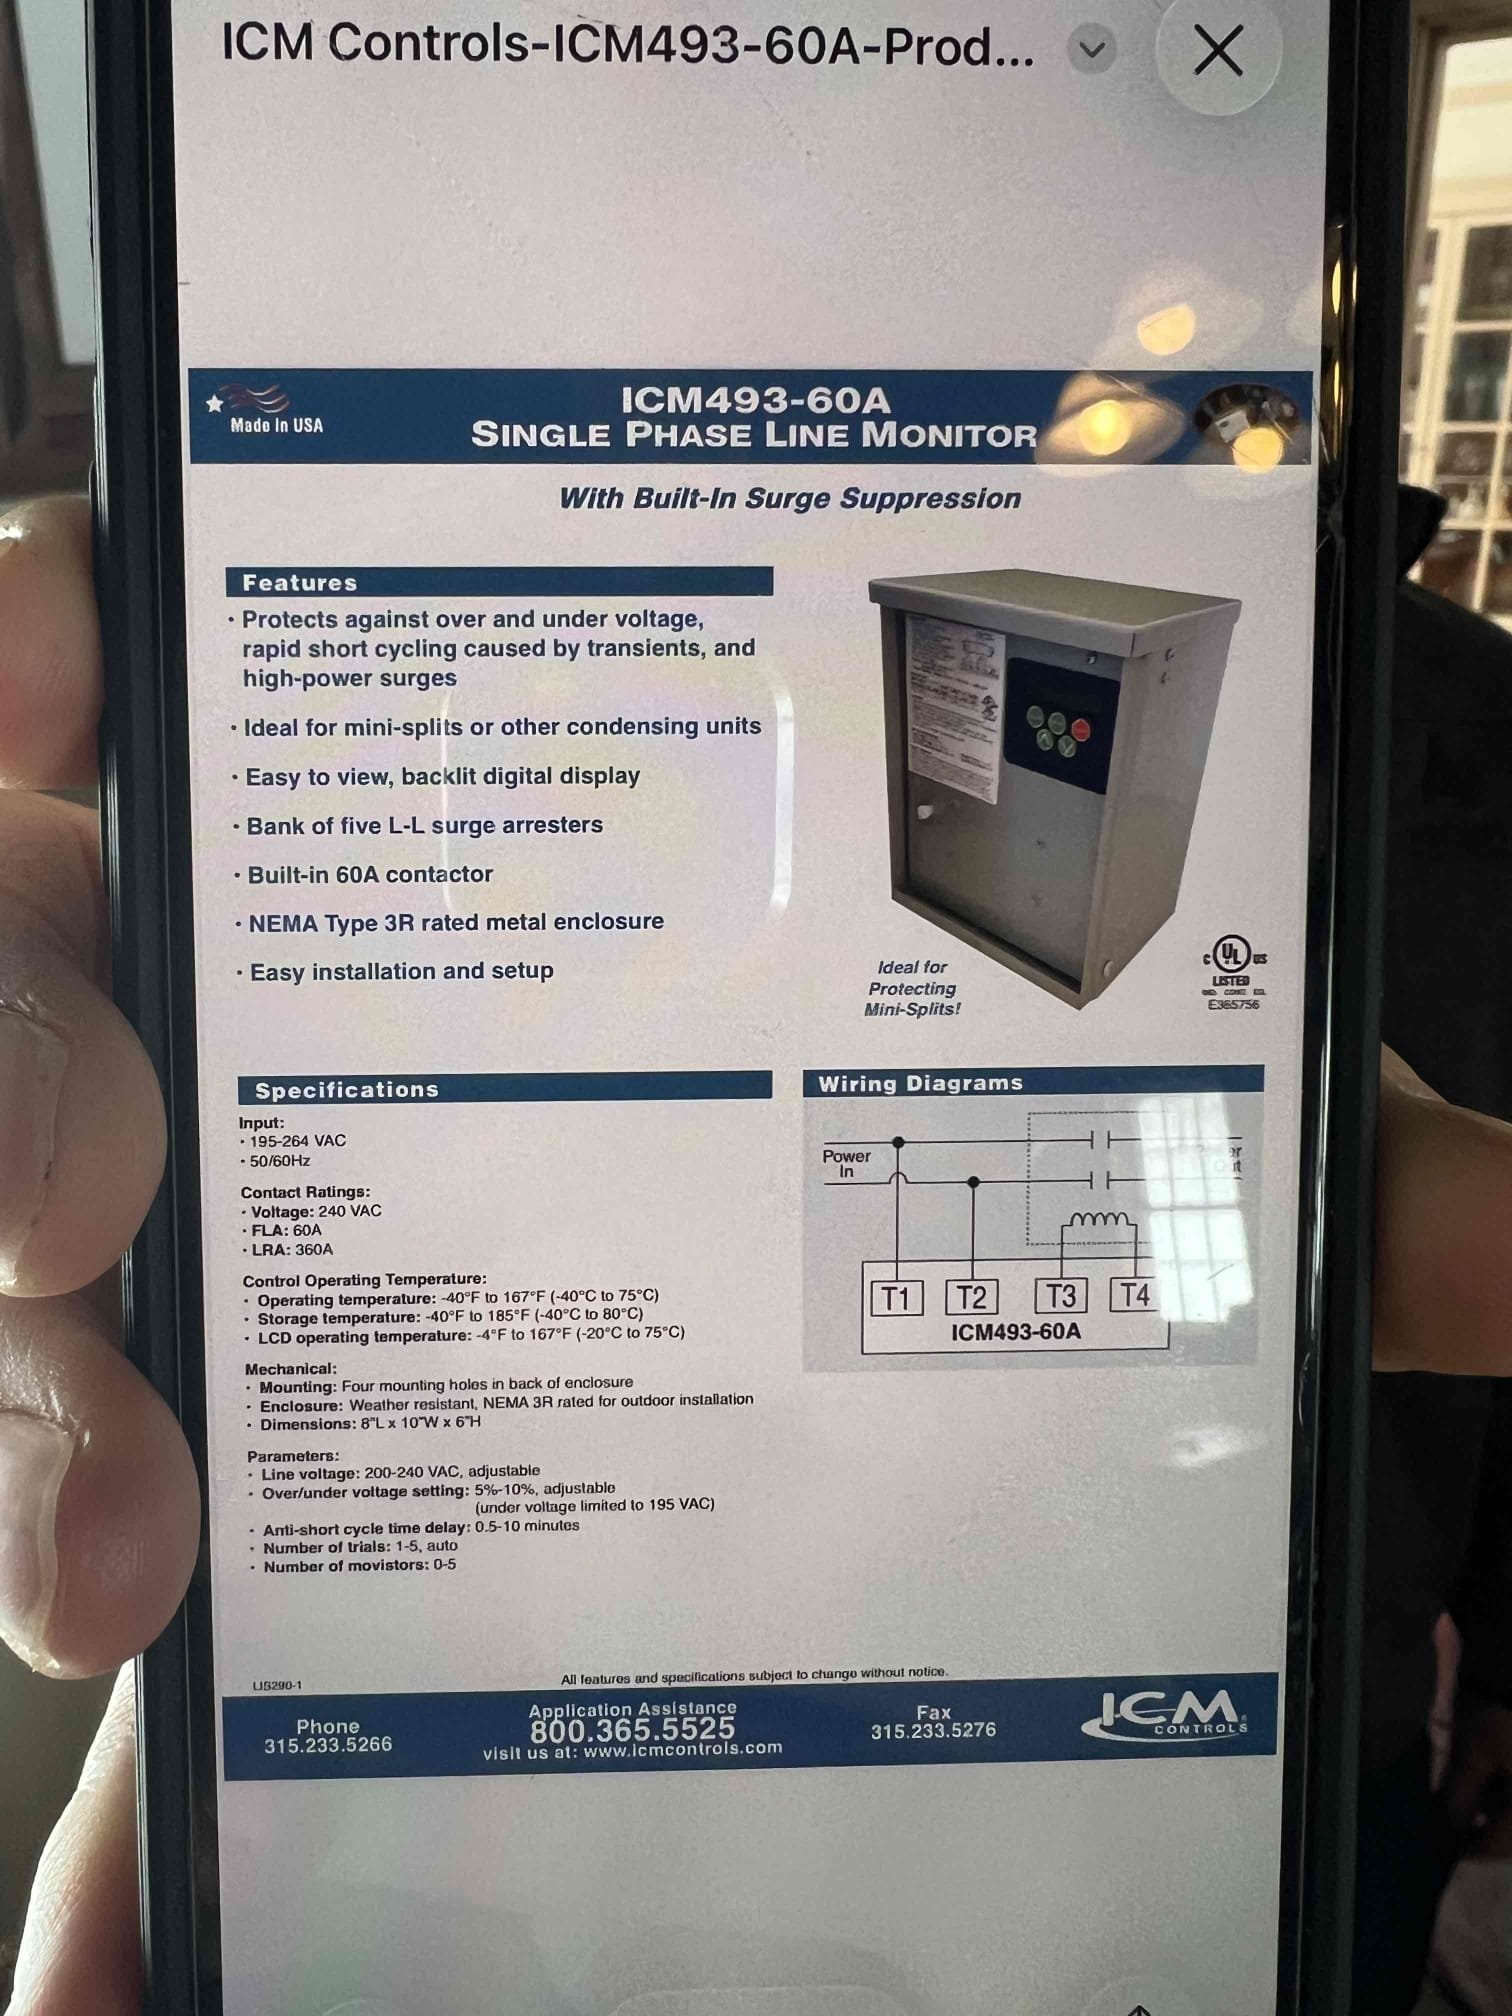 ICM Controls-ICM493-60A-Prod...
Made In USA
ICM493-60A
SINGLE PHASE LINE MONITOR
With Built-In Surge Suppression
Features
· Protects against over and under voltage,
rapid short cycling caused by transients, and
high-power surges
· Ideal for mini-splits or other condensing units
· Easy to view, backlit digital display
· Bank of five L-L surge arresters
· Built-in 60A contactor
· NEMA Type 3R rated metal enclosure
· Easy installation and setup
Ideal for
Protecting
Mini-Splits!
C UL US
LISTED
E365756
Specifications
Input:
· 195-264 VAC
· 50/60Hz
Contact Ratings:
· Voltage: 240 VAC
· FLA: 60A
· LRA: 360A
Control Operating Temperature:
· Operating temperature: -40°F to 167°F (-40°C to 75°C)
· Storage temperature: -40°F to 185°F (-40°C to 80°C)
· LCD operating temperature: -4°F to 167°F (-20°C to 75°C)
Mechanical:
· Mounting: Four mounting holes in back of enclosure
· Enclosure: Weather resistant, NEMA 3R rated for outdoor installation
· Dimensions: 8"L x 10"W x 6"H
Parameters:
· Line voltage: 200-240 VAC, adjustable
· Over/under voltage setting: 5%-10%, adjustable
(under voltage limited to 195 VAC)
· Anti-short cycle time delay: 0.5-10 minutes
· Number of trials: 1-5, auto
· Number of movistors: 0-5
Wiring Diagrams
Power
In
T1 T2 T3 T4
ICM493-60A
LIS290-1
All features and specifications subject to change without notice.
Phone
315.233.5266
Application Assistance
800.365.5525
visit us at: www.icmcontrols.com
Fax
315.233.5276
ICM
CONTROLS